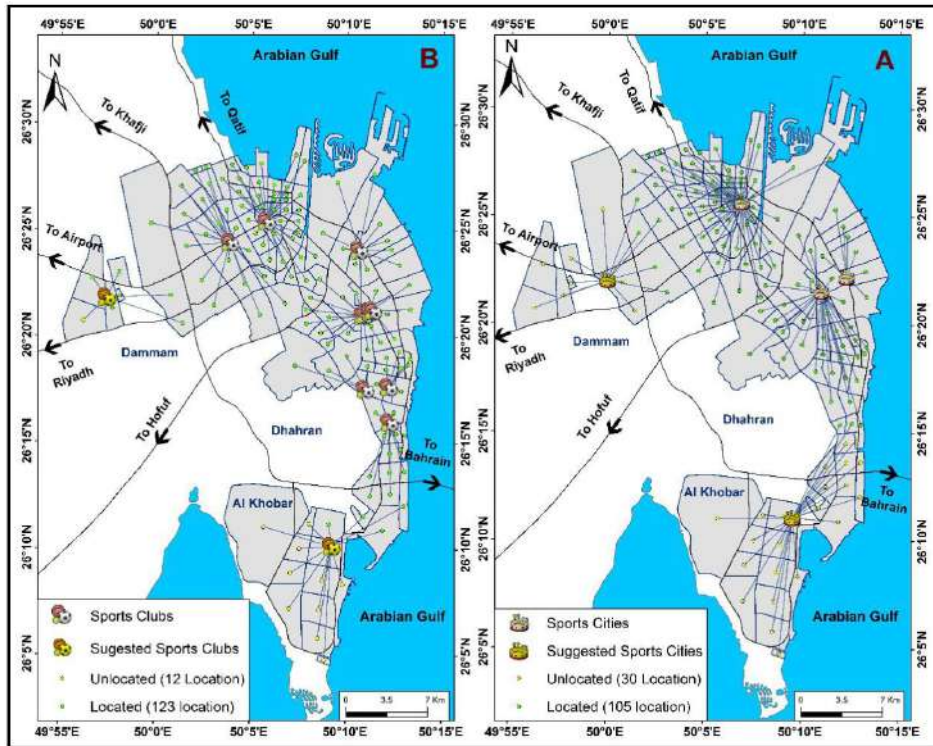 49°55'E 50°0'E 50°5'E 50°10'E 50°15'E
Arabian Gulf
B
N
To Khafji
To Qatif
26°30'N
26°30'N
26°25'N
26°25'N
To Airport
26°20'N
26°20'N
To
Riyadh
Dammam
To Hofuf
Dhahran
26°15'N
26°15'N
To
Bahrain
Al Khobar
26°10'N
26°10'N
Arabian Gulf
26°5'N
26°5'N
Sports Clubs
Sugested Sports Clubs
Unlocated (12 Location)
Located (123 location)
0 3.5 7 Km
49°55'E 50°0'E 50°5'E 50°10'E 50°15'E
49°55'E 50°0'E 50°5'E 50°10'E 50°15'E
Arabian Gulf
A
N
To Khafji
To Qatif
26°30'N
26°30'N
26°25'N
26°25'N
To Airport
26°20'N
26°20'N
To
Riyadh
Dammam
To Hofuf
Dhahran
26°15'N
26°15'N
To
Bahrain
Al Khobar
26°10'N
26°10'N
Arabian Gulf
26°5'N
26°5'N
Sports Cities
Suggested Sports Cities
Unlocated (30 Location)
Located (105 location)
0 3.5 7 Km
49°55'E 50°0'E 50°5'E 50°10'E 50°15'E